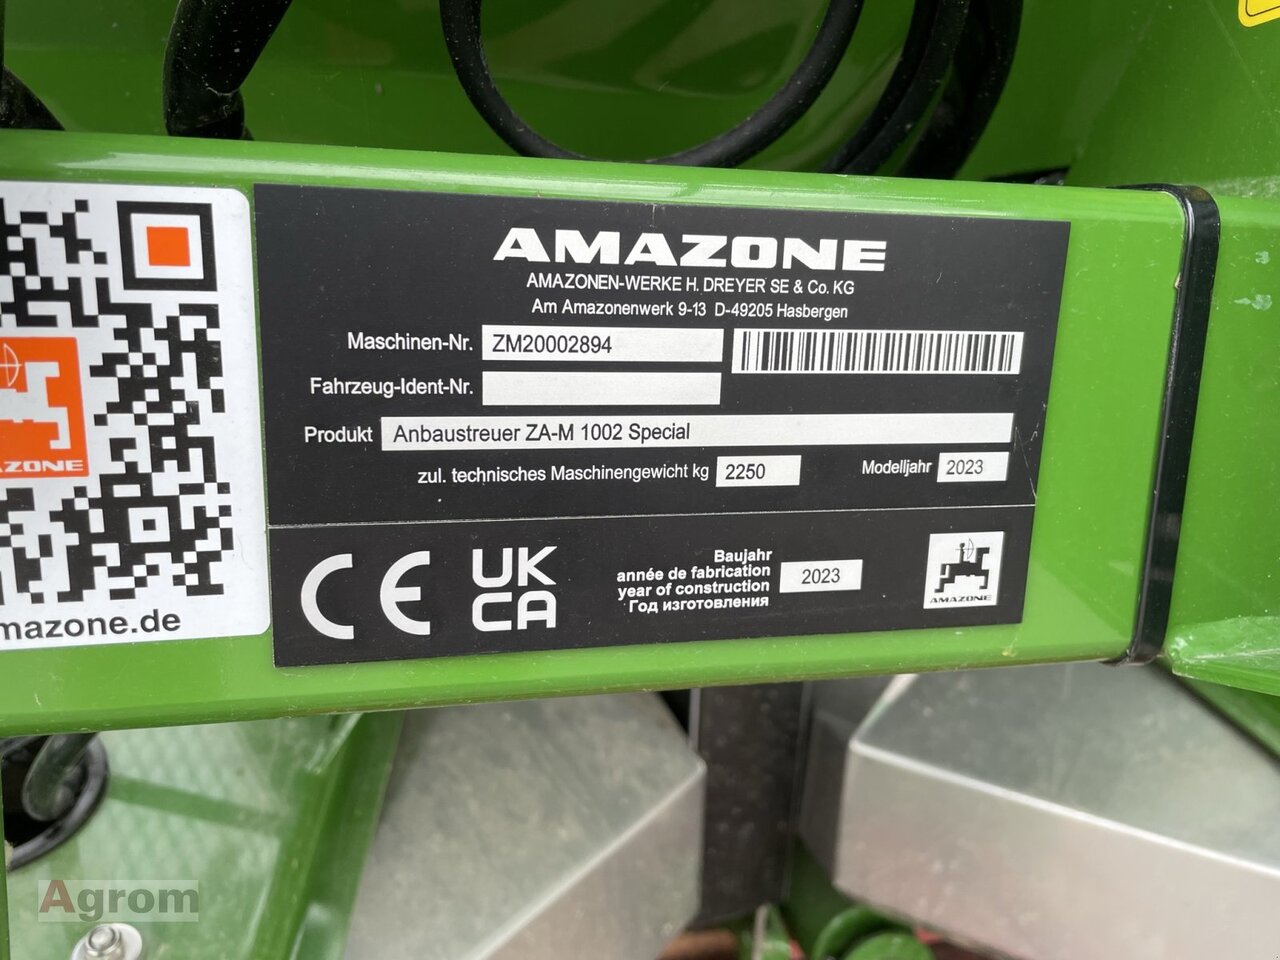 AMAZONE
AMAZONEN-WERKE H. DREYER SE & Co. KG
Am Amazonenwerk 9-13 D-49205 Hasbergen
Maschinen-Nr. ZM20002894
Fahrzeug-Ident-Nr.
Produkt Anbaustreuer ZA-M 1002 Special
zul. technisches Maschinengewicht kg 2250 Modelljahr 2023
CE UK
CA
Baujahr
année de fabrication
year of construction
Год изготовления
2023
AMAZONE
AZONE
mazone.de
Agrom